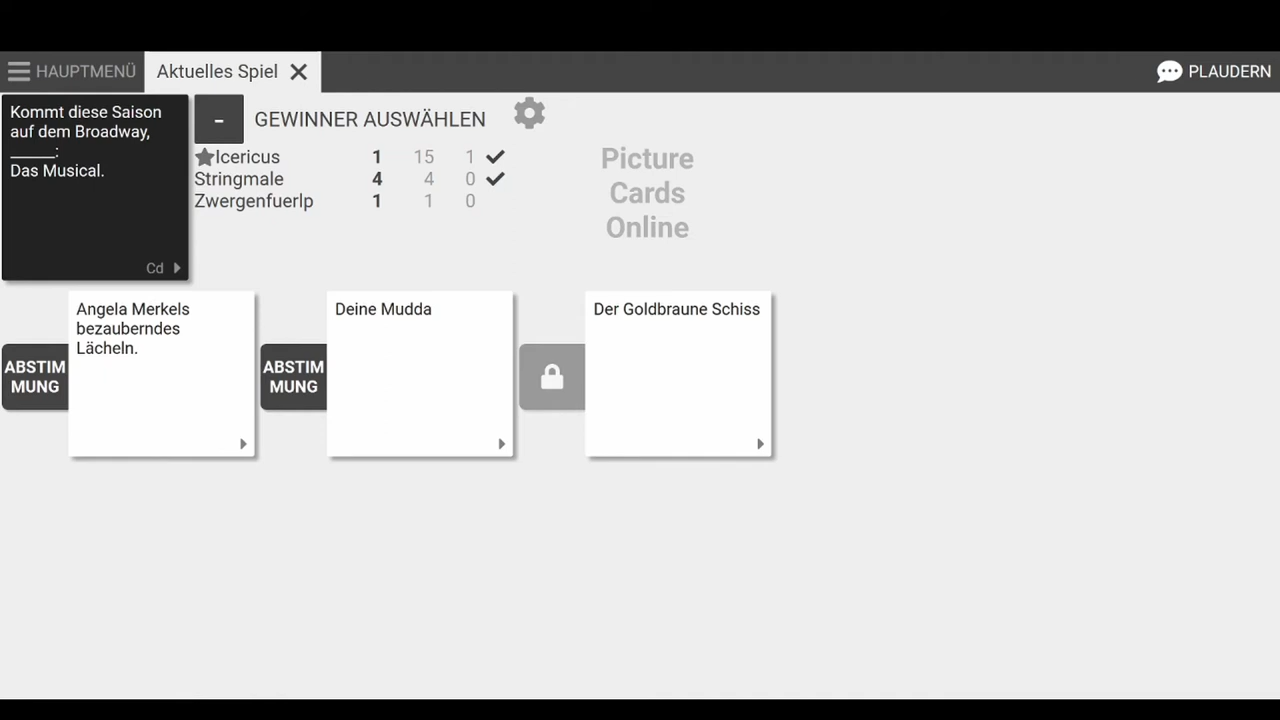 HAUPTMENÜ
Aktuelles Spiel
PLAUDERN
Kommt diese Saison
auf dem Broadway,
_____:
Das Musical.
Cd
-
GEWINNER AUSWÄHLEN
Icericus 1 15 1
Stringmale 4 4 0
Zwergenfuerlp 1 1 0
Picture
Cards
Online
ABSTIM
MUNG
Angela Merkels
bezauberndes
Lächeln.
ABSTIM
MUNG
Deine Mudda
Der Goldbraune Schiss